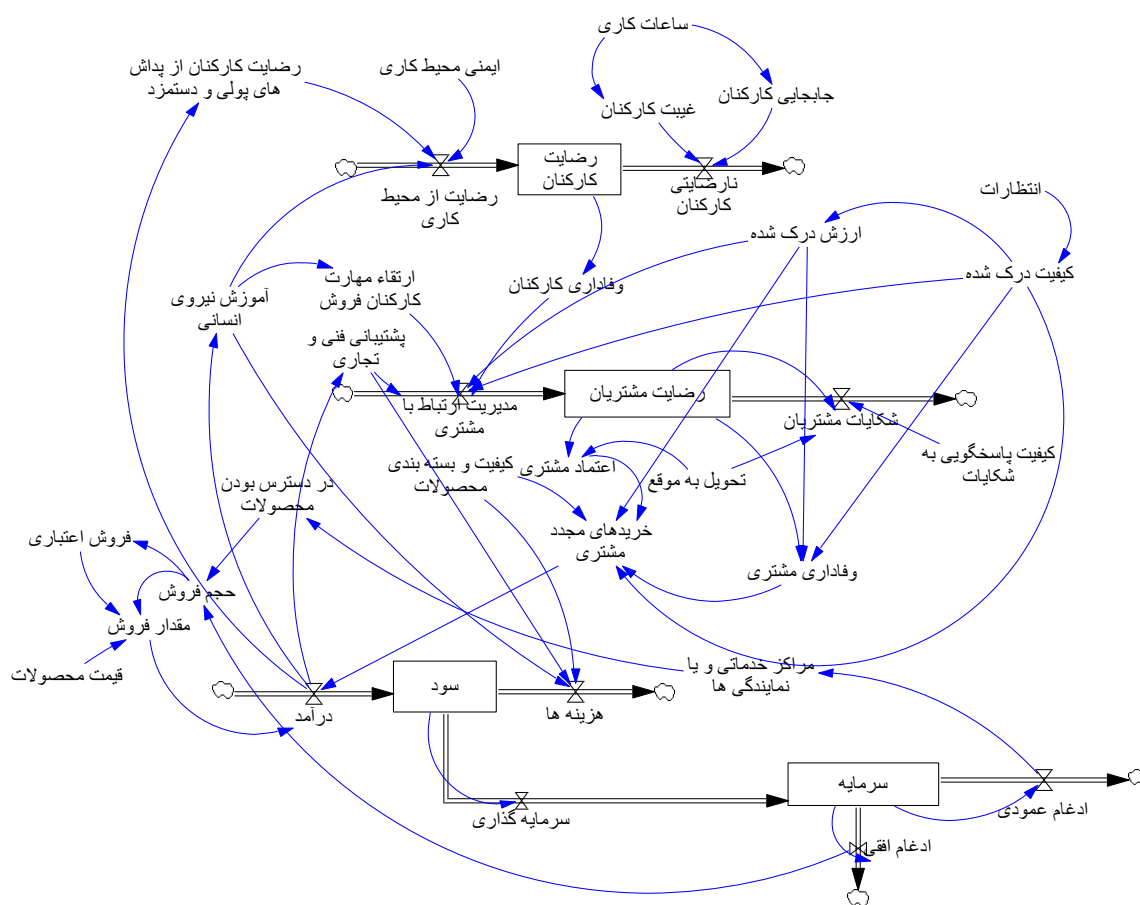 ساعات کاری
رضایت کارکنان از پداش
های پولی و دستمزد
ایمنی محیط کاری
جابجایی کارکنان
غیبت کارکنان
رضایت
کارکنان
نارضایتی
کارکنان
رضایت از محیط
کاری
انتظارات
ارزش درک شده
کیفیت درک شده
وفاداری کارکنان
ارتقاء مهارت
کارکنان فروش
آموزش نیروی
انسانی
پشتیبانی فنی و
تجاری
رضایت مشتریان
مدیریت ارتباط با
مشتری
شکایات مشتریان
کیفیت پاسخگویی به
شکایات
اعتماد مشتری
تحویل به موقع
کیفیت و بسته بندی
محصولات
در دسترس بودن
محصولات
خریدهای مجدد
مشتری
وفاداری مشتری
فروش اعتباری
حجم فروش
مقدار فروش
قیمت محصولات
مراکز خدماتی و یا
نمایندگی ها
سود
درآمد
هزینه ها
سرمایه
سرمایه گذاری
ادغام عمودی
ادغام افقی